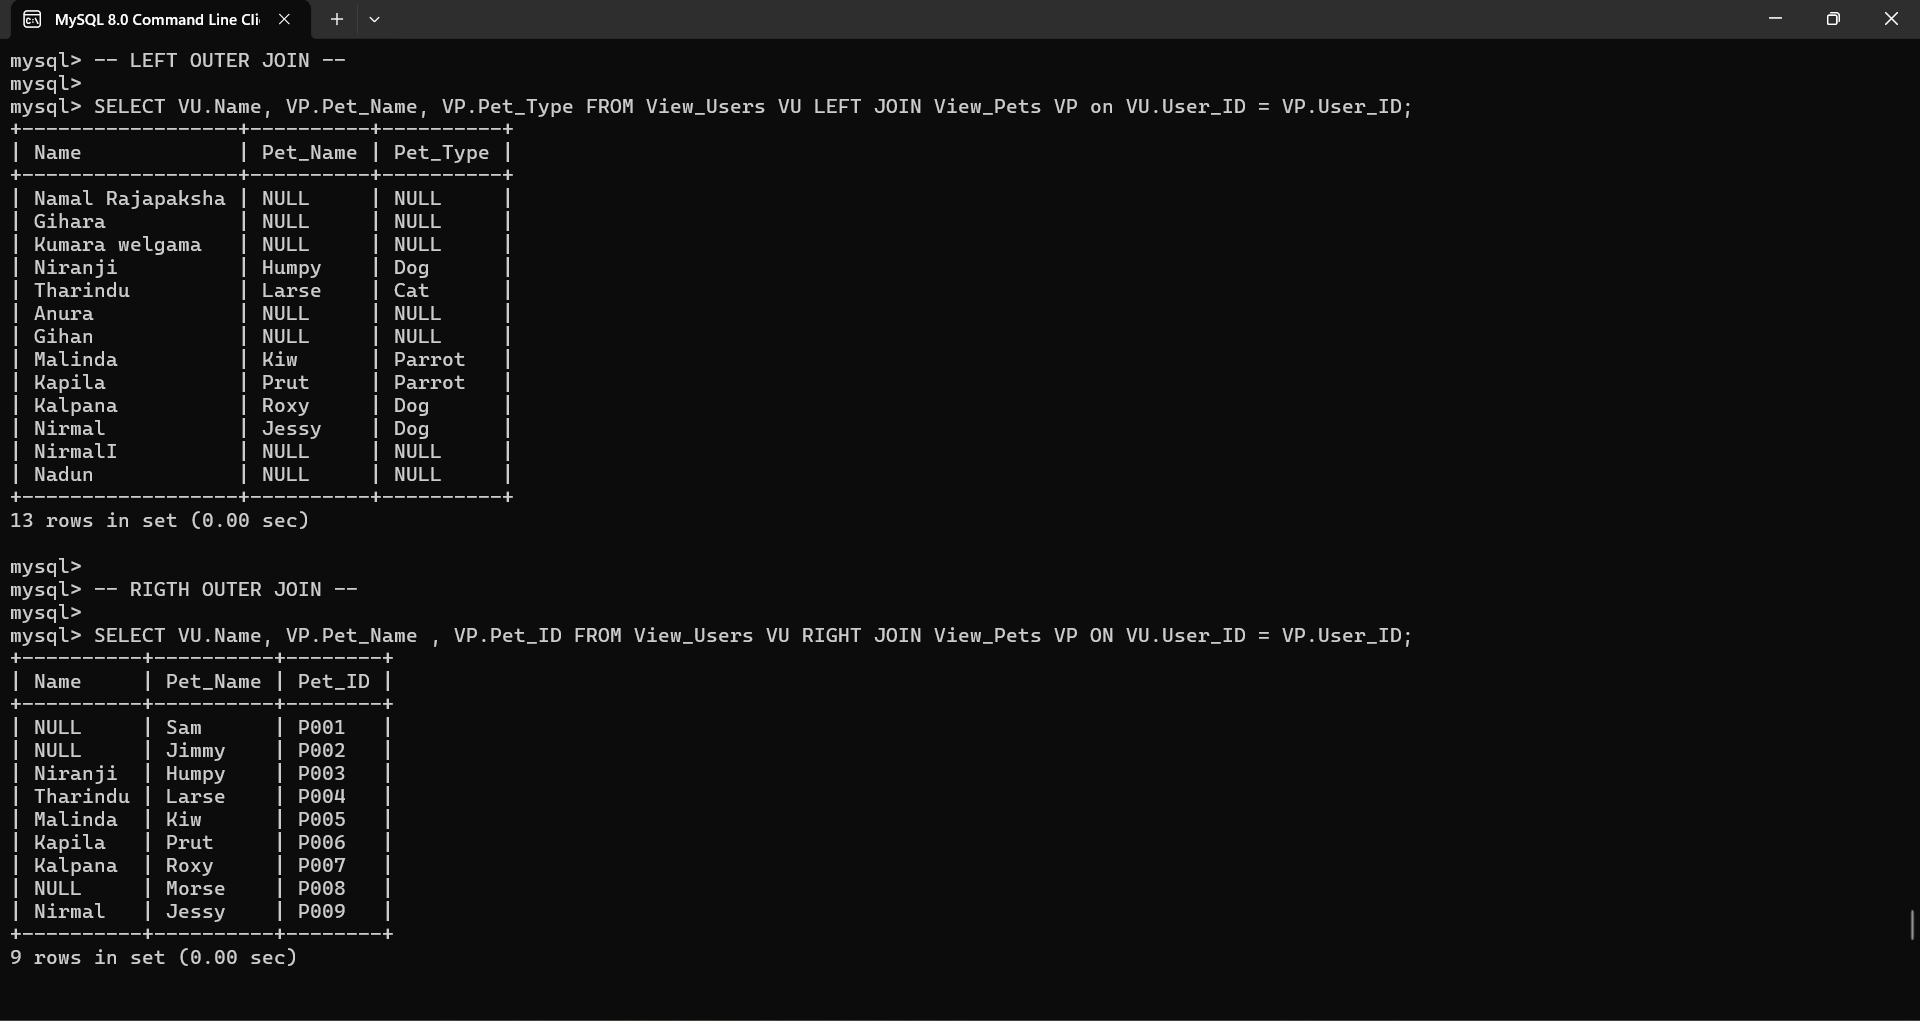 MySQL 8.0 Command Line Cli
mysql> -- LEFT OUTER JOIN --
mysql>
mysql> SELECT VU.Name, VP.Pet_Name, VP.Pet_Type FROM View_Users VU LEFT JOIN View_Pets VP on VU.User_ID = VP.User_ID;
+------------------+----------+----------+
| Name             | Pet_Name | Pet_Type |
+------------------+----------+----------+
| Namal Rajapaksha | NULL     | NULL     |
| Gihara           | NULL     | NULL     |
| Kumara welgama   | NULL     | NULL     |
| Niranji          | Humpy    | Dog      |
| Tharindu         | Larse    | Cat      |
| Anura            | NULL     | NULL     |
| Gihan            | NULL     | NULL     |
| Malinda          | Kiw      | Parrot   |
| Kapila           | Prut     | Parrot   |
| Kalpana          | Roxy     | Dog      |
| Nirmal           | Jessy    | Dog      |
| NirmalI          | NULL     | NULL     |
| Nadun            | NULL     | NULL     |
+------------------+----------+----------+
13 rows in set (0.00 sec)
mysql>
mysql> -- RIGTH OUTER JOIN --
mysql>
mysql> SELECT VU.Name, VP.Pet_Name , VP.Pet_ID FROM View_Users VU RIGHT JOIN View_Pets VP ON VU.User_ID = VP.User_ID;
+----------+----------+--------+
| Name     | Pet_Name | Pet_ID |
+----------+----------+--------+
| NULL     | Sam      | P001   |
| NULL     | Jimmy    | P002   |
| Niranji  | Humpy    | P003   |
| Tharindu | Larse    | P004   |
| Malinda  | Kiw      | P005   |
| Kapila   | Prut     | P006   |
| Kalpana  | Roxy     | P007   |
| NULL     | Morse    | P008   |
| Nirmal   | Jessy    | P009   |
+----------+----------+--------+
9 rows in set (0.00 sec)